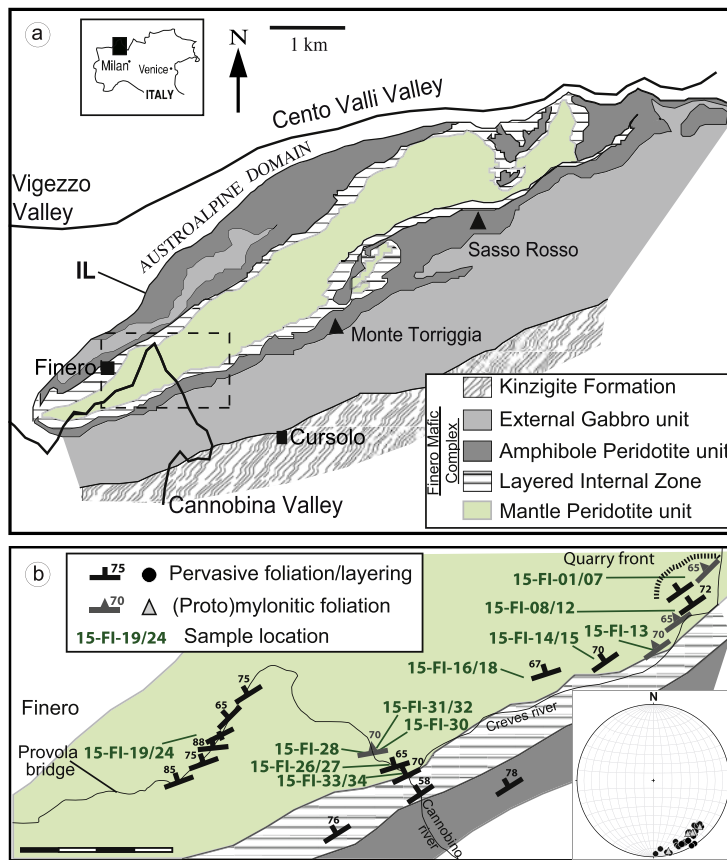 a
N
1 km
Milan
Venice
ITALY
Cento Valli Valley
Vigezzo
Valley
AUSTROALPINE DOMAIN
IL
Sasso Rosso
Monte Torriggia
Finero
Cursolo
Cannobina Valley
Finero Mafic
Complex
Kinzigite Formation
External Gabbro unit
Amphibole Peridotite unit
Layered Internal Zone
Mantle Peridotite unit
b
75 Pervasive foliation/layering
70 (Proto)mylonitic foliation
15-FI-19/24 Sample location
Quarry front
65
15-FI-01/07
72
15-FI-08/12
65
15-FI-14/15 15-FI-13
70
70
15-FI-16/18
67
75
65
Finero
15-FI-31/32
70
15-FI-30
15-FI-19/24
88
15-FI-28
Creves river
Provola
bridge
75
15-FI-26/27
65
15-FI-33/34
70
85
58
78
Cannobino
river
76
N